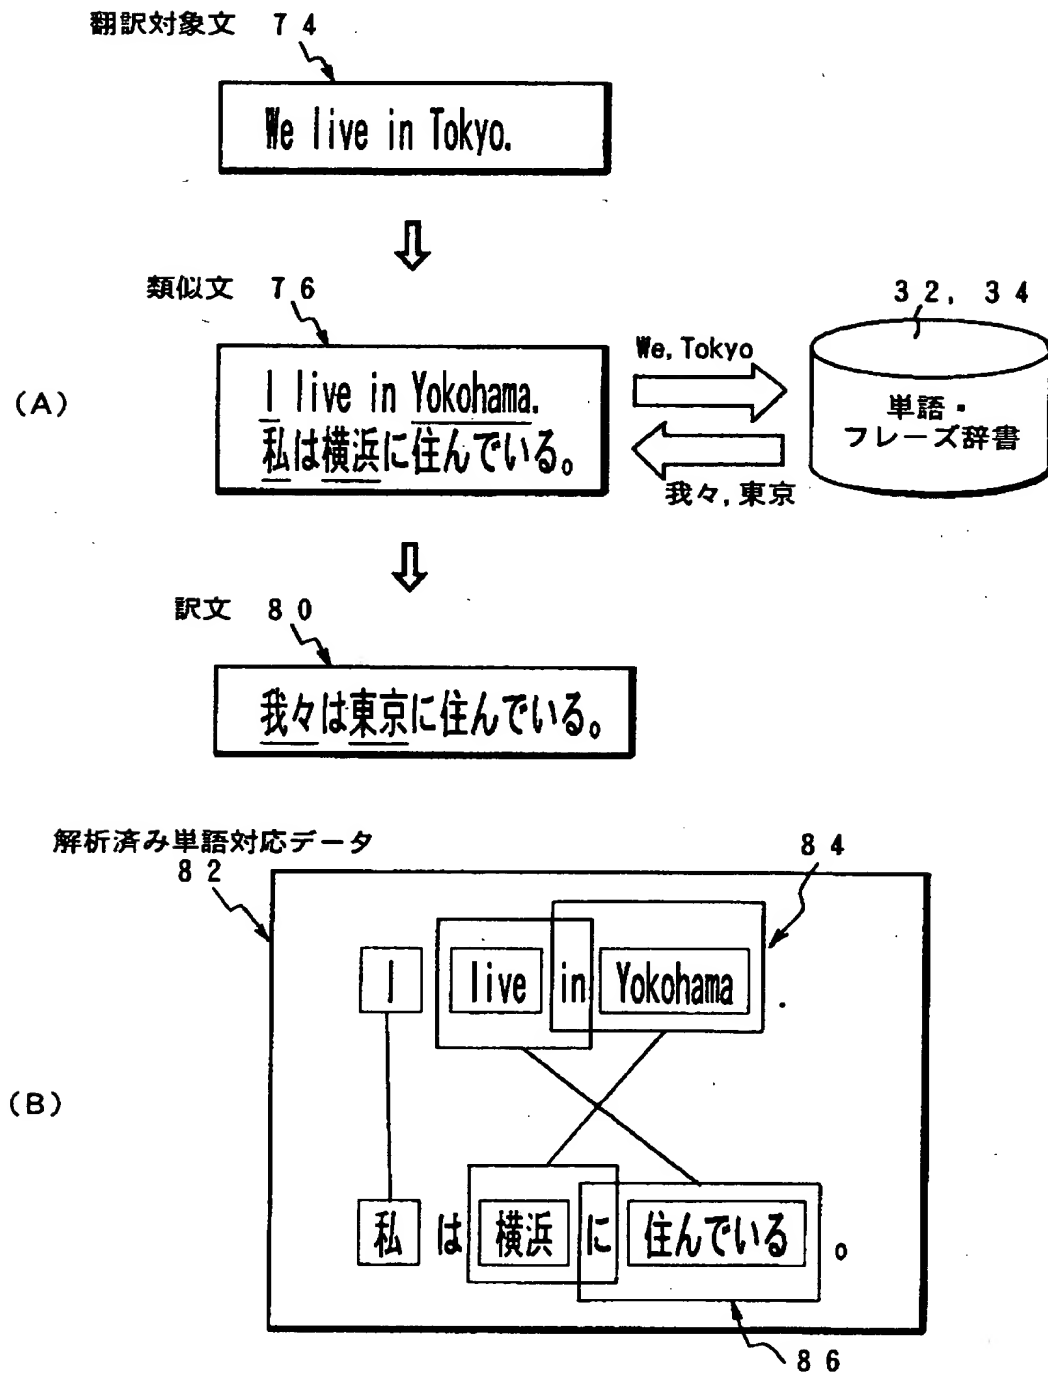 翻訳対象文 74
We live in Tokyo.
類似文 76
32, 34
(A)
I live in Yokohama.
私は横浜に住んでいる。
We, Tokyo
単語・
フレーズ辞書
我々, 東京
訳文 80
我々は東京に住んでいる。
解析済み単語対応データ
82
84
I live in Yokohama .
(B)
私 は 横浜 に 住んでいる 。
86